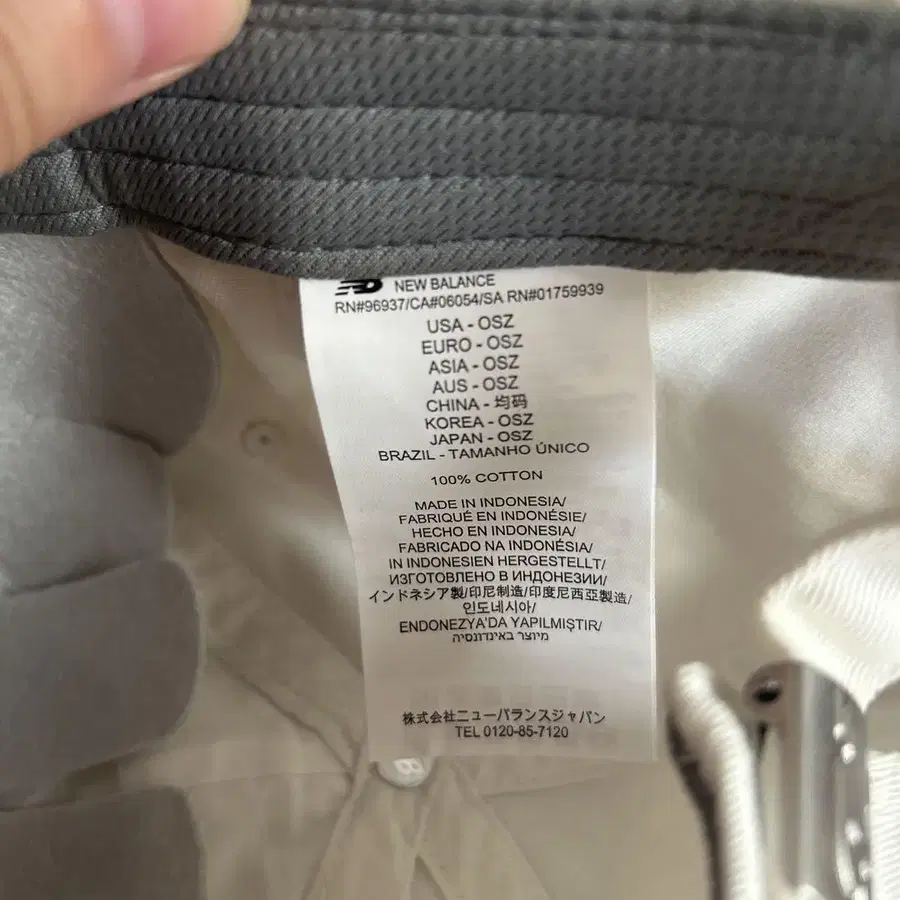 NEW BALANCE
RN#96937/CA#06054/SA RN#01759939
USA - OSZ
EURO - OSZ
ASIA - OSZ
AUS - OSZ
CHINA - 均码
KOREA - OSZ
JAPAN - OSZ
BRAZIL - TAMANHO ÚNICO
100% COTTON
MADE IN INDONESIA/
FABRIQUÉ EN INDONÉSIE/
HECHO EN INDONESIA/
FABRICADO NA INDONÉSIA/
IN INDONESIEN HERGESTELLT/
ИЗГОТОВЛЕНО В ИНДОНЕЗИИ/
インドネシア製/印尼制造/印度尼西亞製造/
인도네시아/
ENDONEZYA'DA YAPILMIŞTIR/
מיוצר באינדונסיה
株式会社ニューバランスジャパン
TEL 0120-85-7120